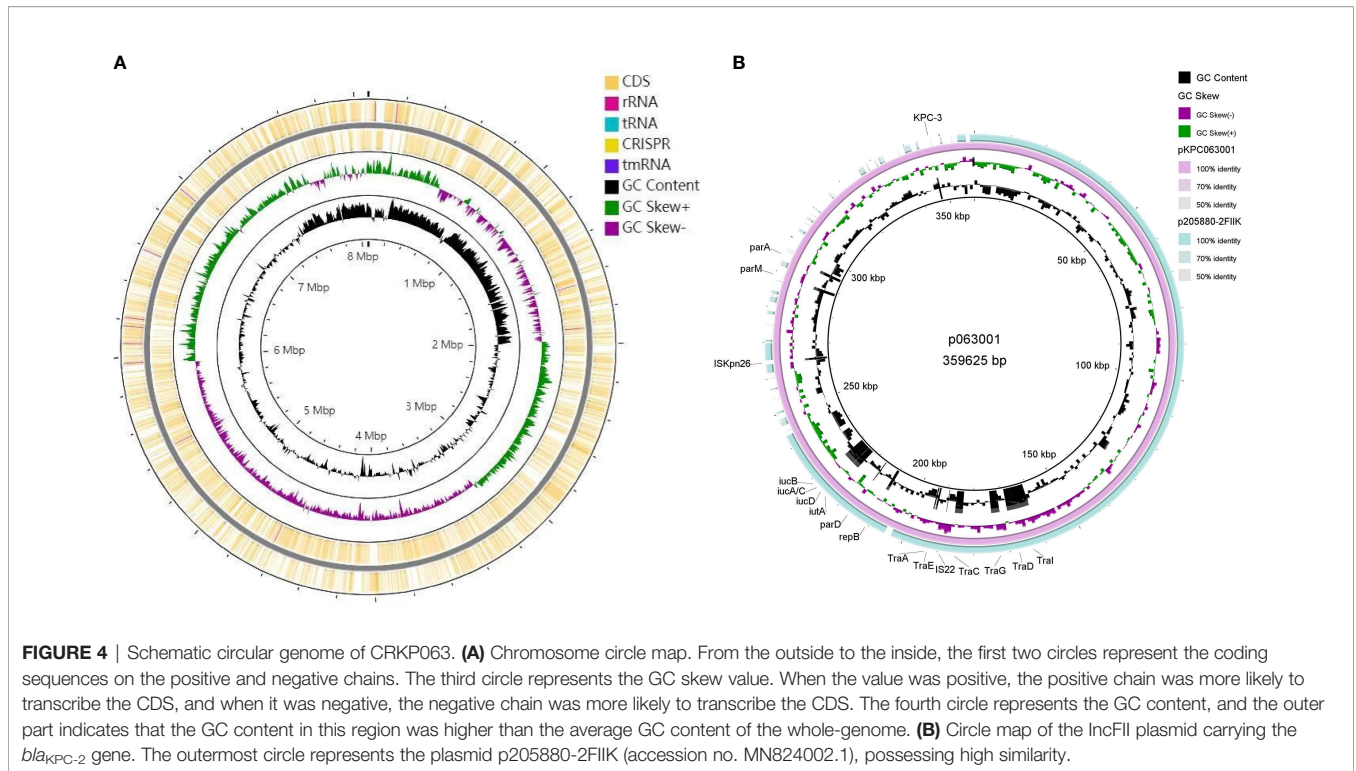 A
CDS
rRNA
tRNA
CRISPR
tmRNA
GC Content
GC Skew+
GC Skew-
8 Mbp
1 Mbp
2 Mbp
3 Mbp
4 Mbp
5 Mbp
6 Mbp
7 Mbp
B
GC Content
GC Skew
GC Skew(-)
GC Skew(+)
pKPC063001
100% identity
70% identity
50% identity
p205880-2FIIK
100% identity
70% identity
50% identity
KPC-3
parA
parM
ISKpn26
iucB
iucA/C
iucD
iutA
parD
repB
TraA
TraE
IS22
TraC
TraG
TraD
TraI
50 kbp
100 kbp
150 kbp
200 kbp
250 kbp
300 kbp
350 kbp
p063001
359625 bp
FIGURE 4 | Schematic circular genome of CRKP063. (A) Chromosome circle map. From the outside to the inside, the first two circles represent the coding
sequences on the positive and negative chains. The third circle represents the GC skew value. When the value was positive, the positive chain was more likely to
transcribe the CDS, and when it was negative, the negative chain was more likely to transcribe the CDS. The fourth circle represents the GC content, and the outer
part indicates that the GC content in this region was higher than the average GC content of the whole-genome. (B) Circle map of the IncFII plasmid carrying the
blaKPC-2 gene. The outermost circle represents the plasmid p205880-2FIIK (accession no. MN824002.1), possessing high similarity.